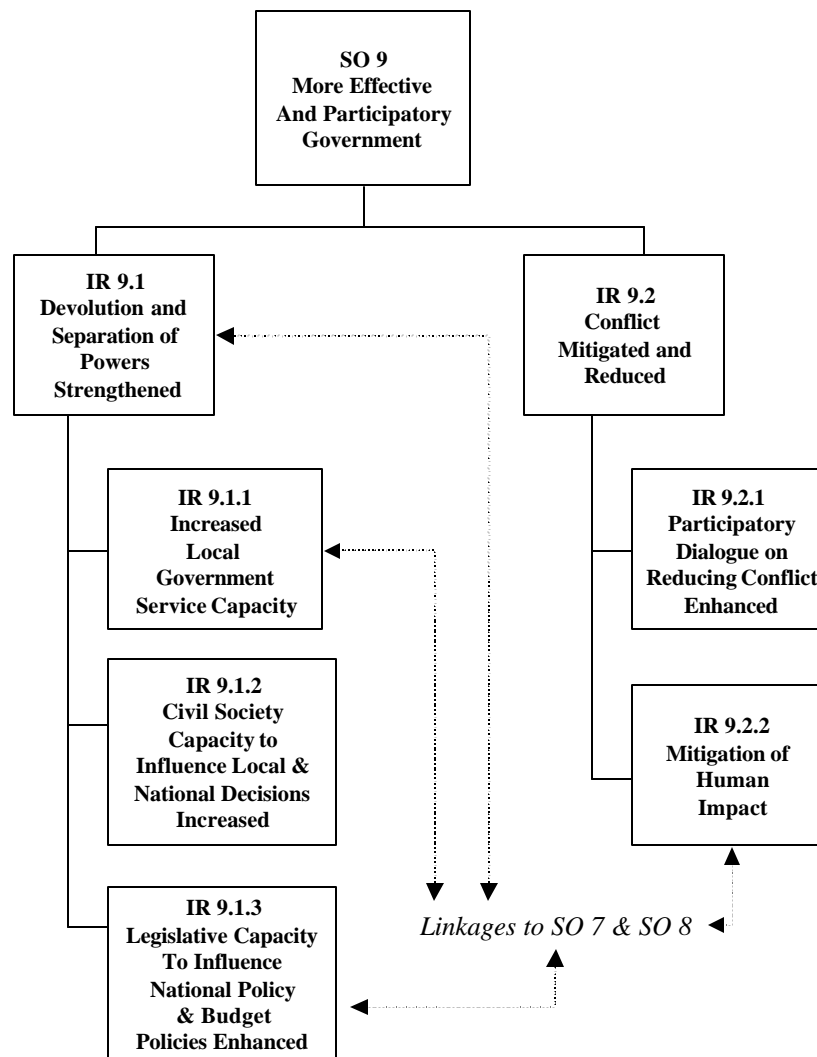 SO 9
More Effective
And Participatory
Government
IR 9.1
Devolution and
Separation of
Powers
Strengthened
IR 9.2
Conflict
Mitigated and
Reduced
IR 9.1.1
Increased
Local
Government
Service Capacity
IR 9.2.1
Participatory
Dialogue on
Reducing Conflict
Enhanced
IR 9.1.2
Civil Society
Capacity to
Influence Local &
National Decisions
Increased
IR 9.2.2
Mitigation of
Human
Impact
IR 9.1.3
Legislative Capacity
To Influence
National Policy
& Budget
Policies Enhanced
Linkages to SO 7 & SO 8